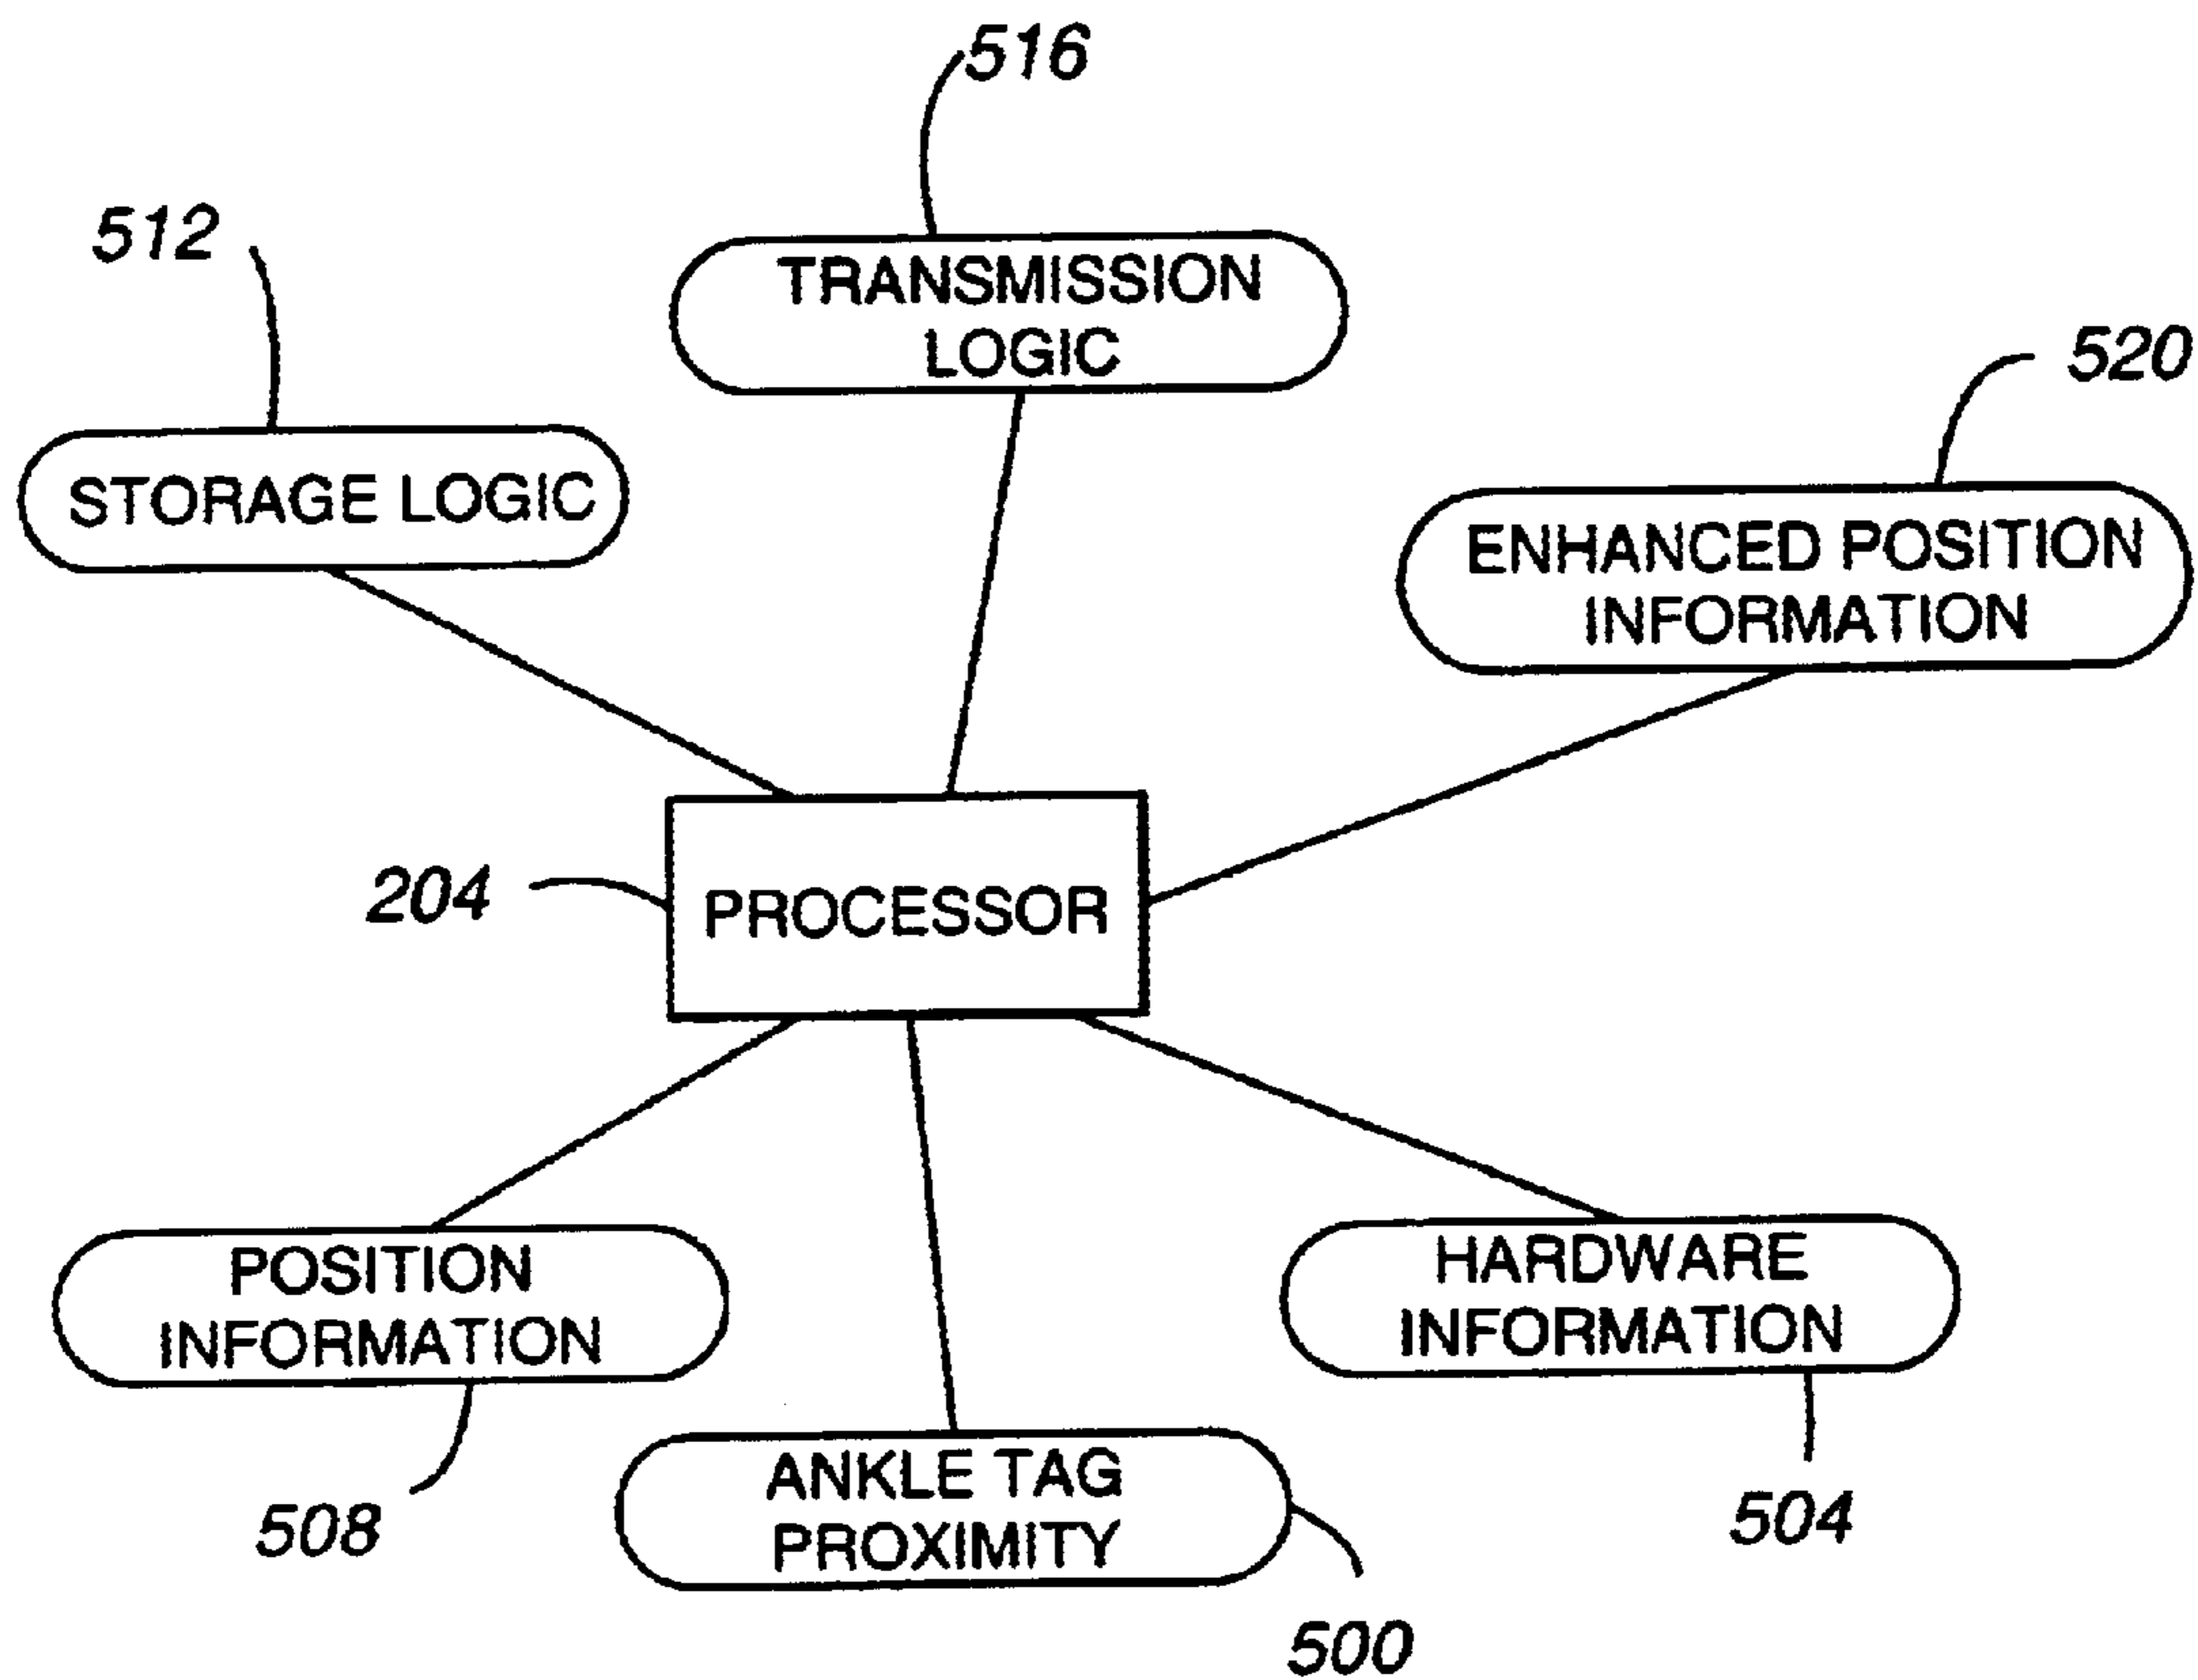 516
512
TRANSMISSION
LOGIC
520
STORAGE LOGIC
ENHANCED POSITION
INFORMATION
204
PROCESSOR
POSITION
INFORMATION
HARDWARE
INFORMATION
ANKLE TAG
PROXIMITY
508
504
500